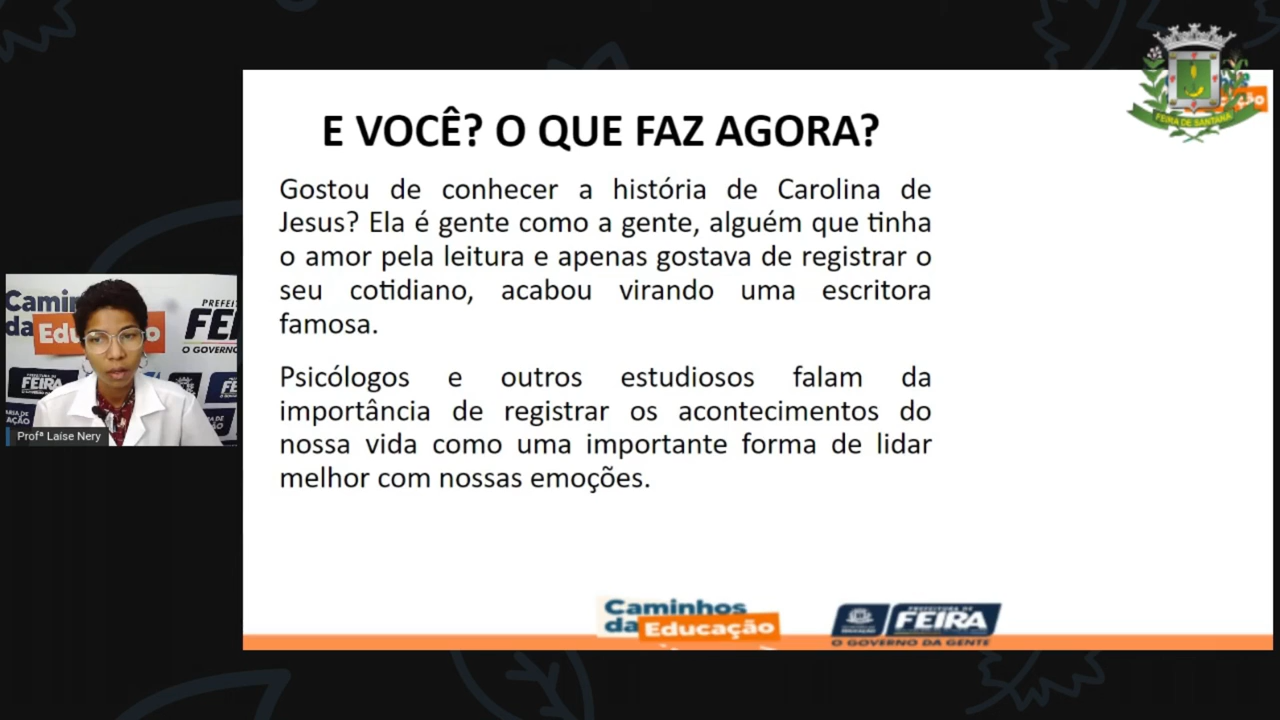 E VOCÊ? O QUE FAZ AGORA?
Gostou de conhecer a história de Carolina de
Jesus? Ela é gente como a gente, alguém que tinha
o amor pela leitura e apenas gostava de registrar o
seu cotidiano, acabou virando uma escritora
famosa.
Psicólogos e outros estudiosos falam da
importância de registrar os acontecimentos do
nossa vida como uma importante forma de lidar
melhor com nossas emoções.
FEIRA DE SANTANA
Profª Laíse Nery
Caminhos
da Educação
PREFEITURA DE
FEIRA
O GOVERNO DA GENTE